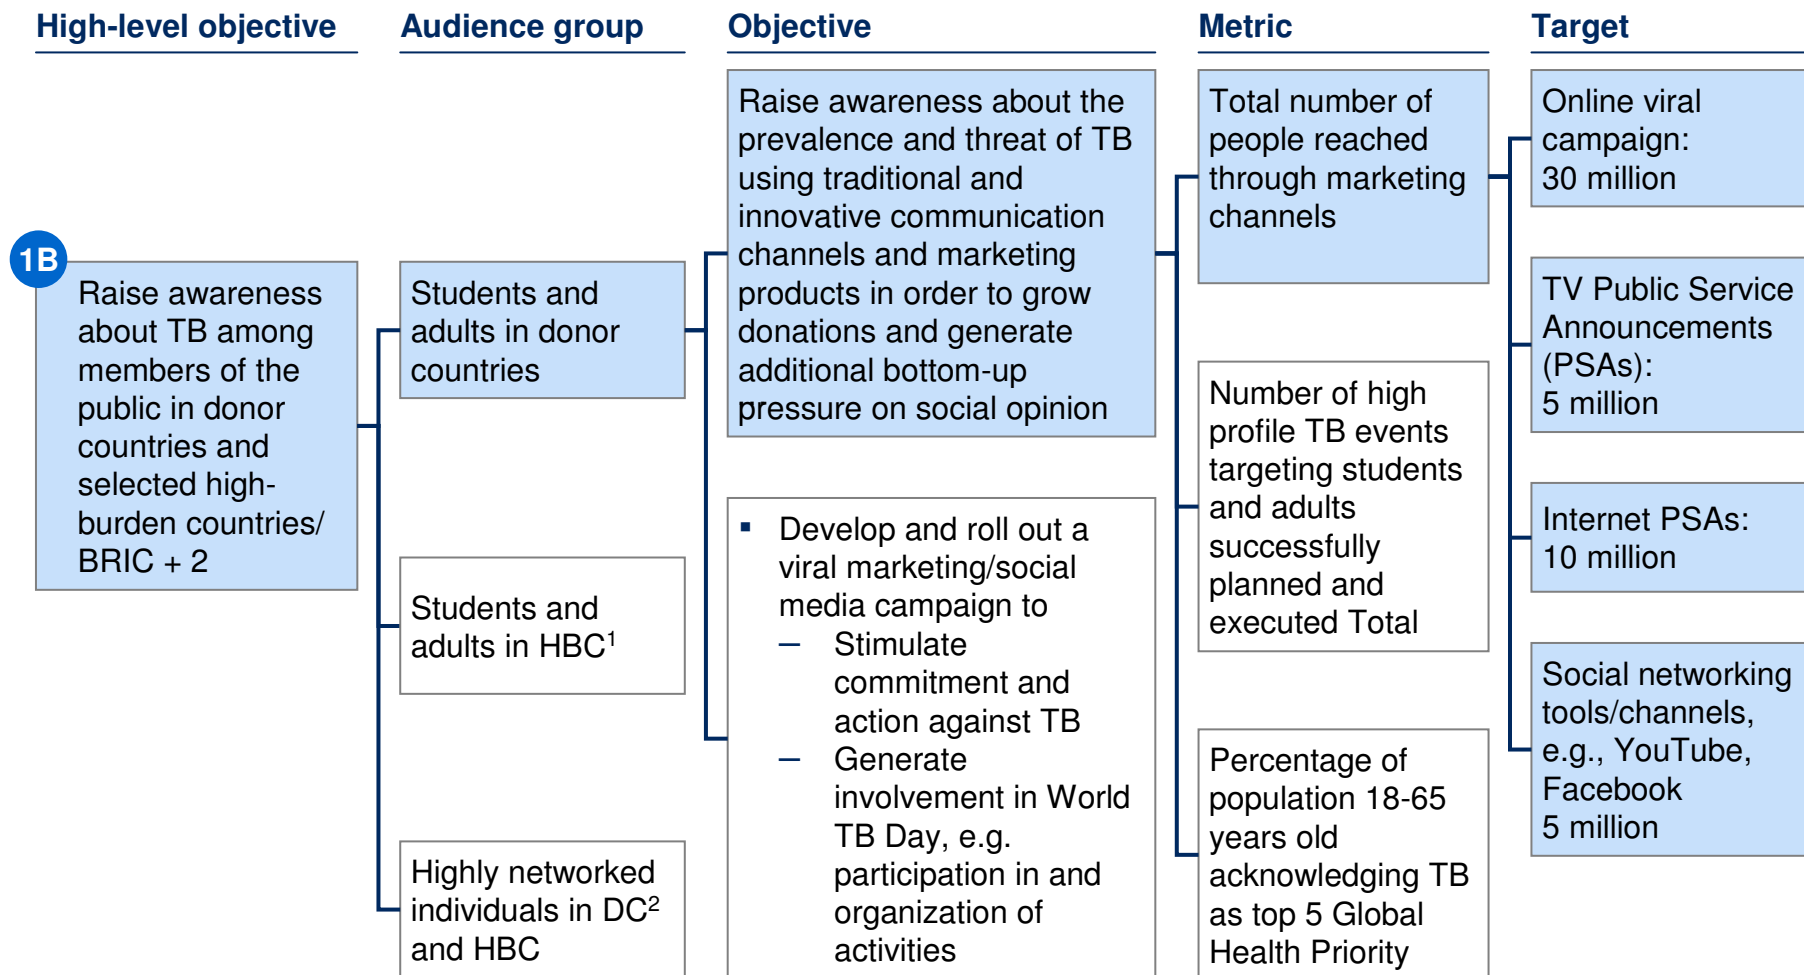 High-level objective
Audience group
Objective
Metric
Target
1B
Raise awareness
about TB among
members of the
public in donor
countries and
selected high-
burden countries/
BRIC + 2
Students and
adults in donor
countries
Students and
adults in HBC1
Highly networked
individuals in DC2
and HBC
Raise awareness about the
prevalence and threat of TB
using traditional and
innovative communication
channels and marketing
products in order to grow
donations and generate
additional bottom-up
pressure on social opinion
▪ Develop and roll out a
viral marketing/social
media campaign to
– Stimulate
commitment and
action against TB
– Generate
involvement in World
TB Day, e.g.
participation in and
organization of
activities
Total number of
people reached
through marketing
channels
Number of high
profile TB events
targeting students
and adults
successfully
planned and
executed Total
Percentage of
population 18-65
years old
acknowledging TB
as top 5 Global
Health Priority
Online viral
campaign:
30 million
TV Public Service
Announcements
(PSAs):
5 million
Internet PSAs:
10 million
Social networking
tools/channels,
e.g., YouTube,
Facebook
5 million